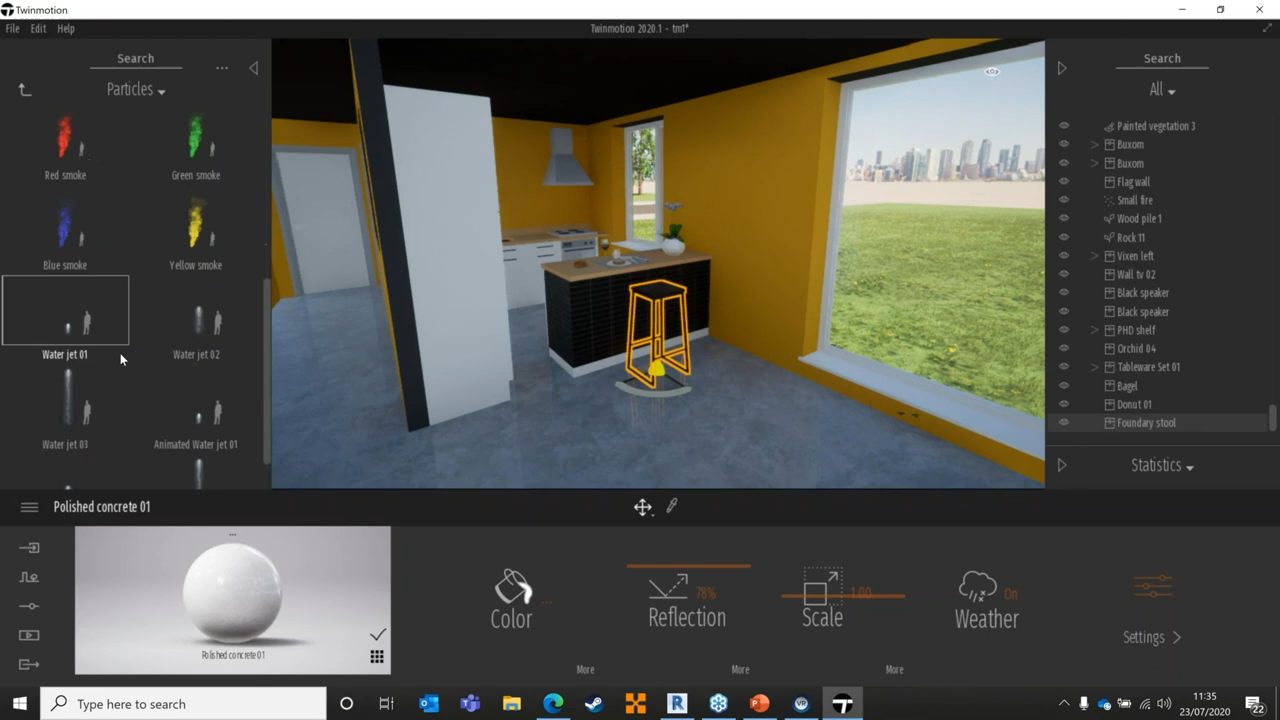 Twinmotion
File Edit Help
Twinmotion 2020.1 - tm1*
Search
...
Particles
Red smoke
Green smoke
Blue smoke
Yellow smoke
Water jet 01
Water jet 02
Water jet 03
Animated Water jet 01
Search
All
Painted vegetation 3
Buxom
Buxom
Flag wall
Small fire
Wood pile 1
Rock 11
Vixen left
Wall tv 02
Black speaker
Black speaker
PHD shelf
Orchid 04
Tableware Set 01
Bagel
Donut 01
Foundary stool
Statistics
Polished concrete 01
...
Polished concrete 01
Color ...
Reflection 78%
Scale 1.00
Weather On
Settings
More
More
More
Type here to search
11:35
23/07/2020
22